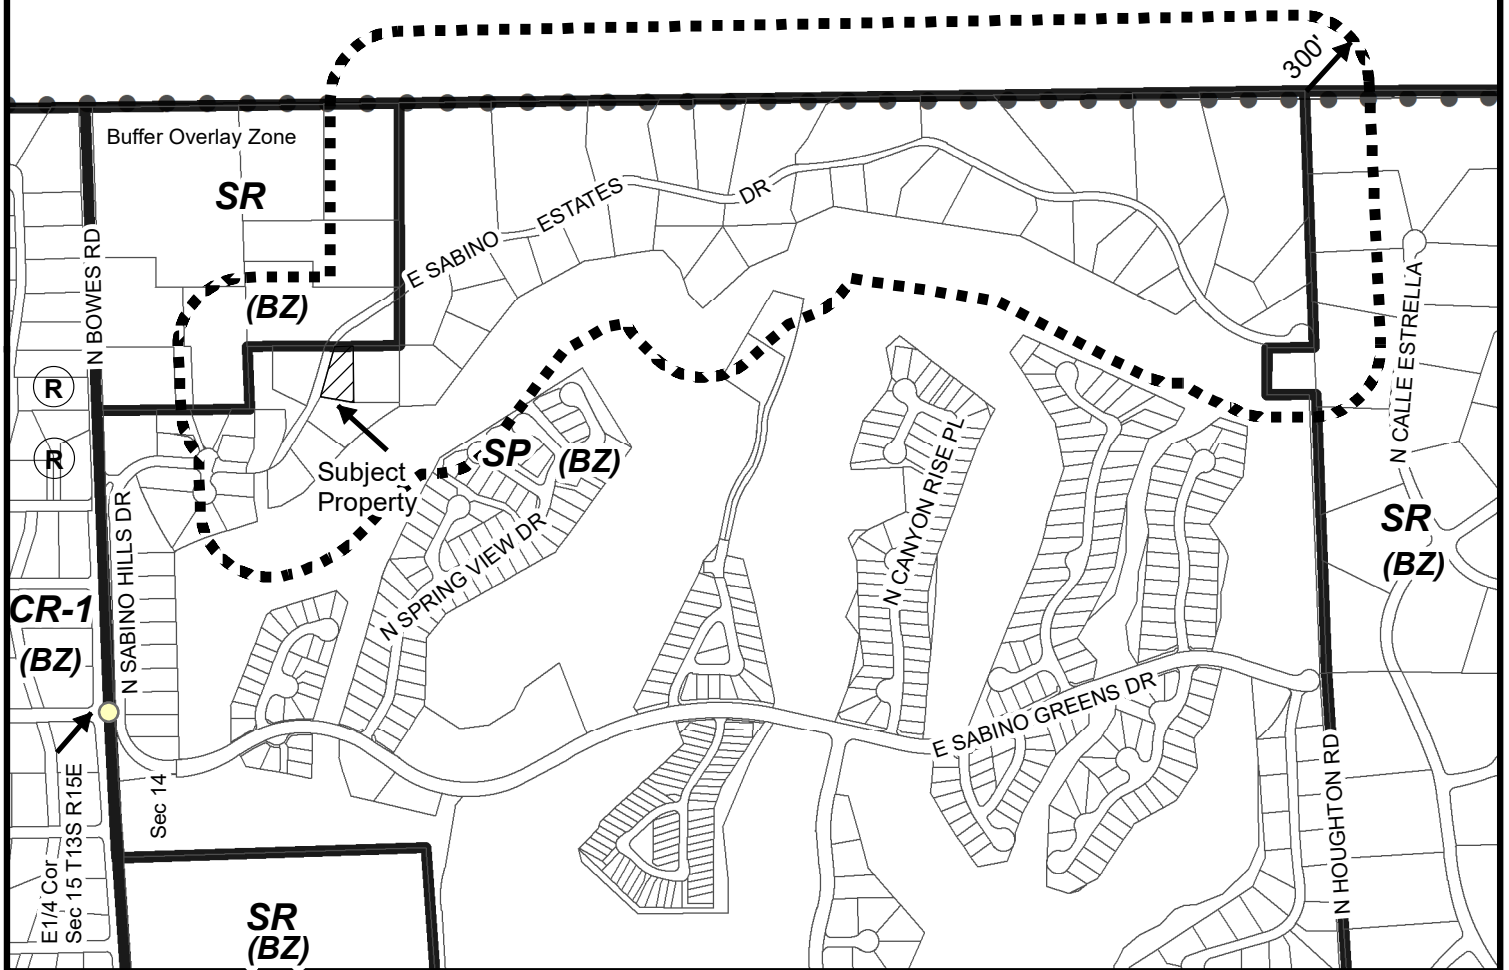 300'
Buffer Overlay Zone
SR
(BZ)
N BOWES RD
E SABINO ESTATES DR
N CALLE ESTRELLA
R
R
Subject
Property
SP
(BZ)
N SPRING VIEW DR
N CANYON RISE PL
SR
(BZ)
CR-1
(BZ)
N SABINO HILLS DR
E SABINO GREENS DR
N HOUGHTON RD
E1/4 Cor
Sec 15 T13S R15E
Sec 14
SR
(BZ)